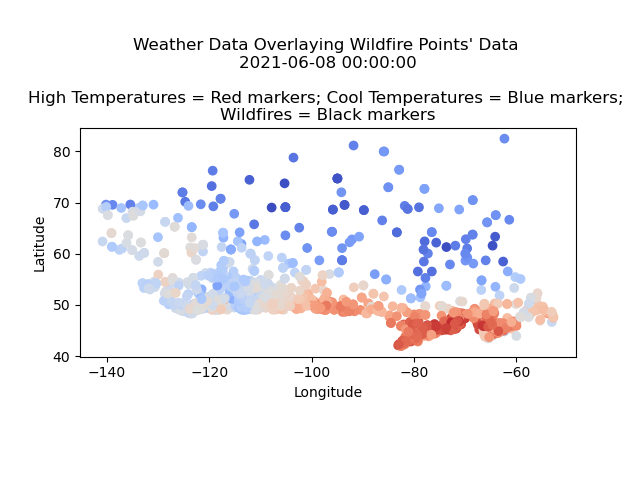 Weather Data Overlaying Wildfire Points' Data
2021-06-08 00:00:00
High Temperatures = Red markers; Cool Temperatures = Blue markers;
Wildfires = Black markers
80
70
60
50
40
Latitude
−140 −120 −100 −80 −60
Longitude